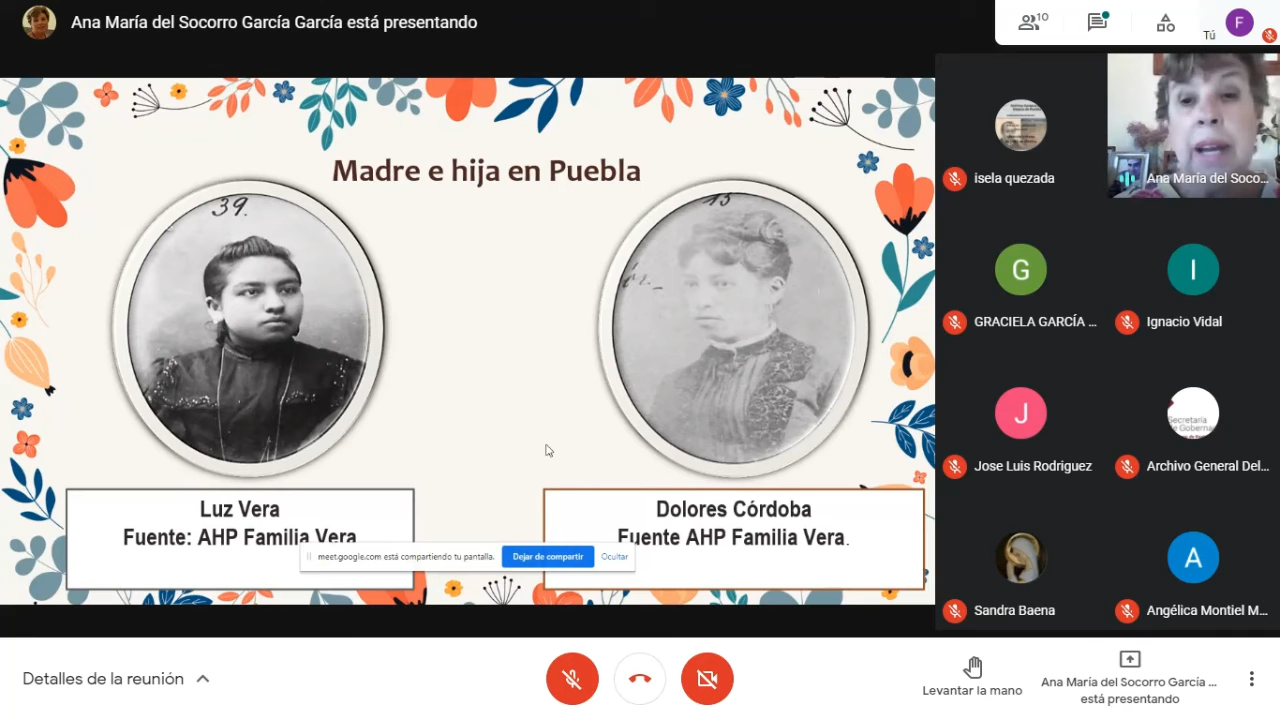 Ana María del Socorro García García está presentando
10
Tú
F
Madre e hija en Puebla
39.
Luz Vera
Fuente: AHP Familia Vera
Dolores Córdoba
Fuente AHP Familia Vera.
meet.google.com está compartiendo tu pantalla.
Dejar de compartir
Ocultar
isela quezada
Ana María del Soco...
G
GRACIELA GARCÍA ...
I
Ignacio Vidal
J
Jose Luis Rodriguez
Secretaría
Archivo General Del...
Sandra Baena
A
Angélica Montiel M...
Detalles de la reunión
Levantar la mano
Ana María del Socorro García ...
está presentando